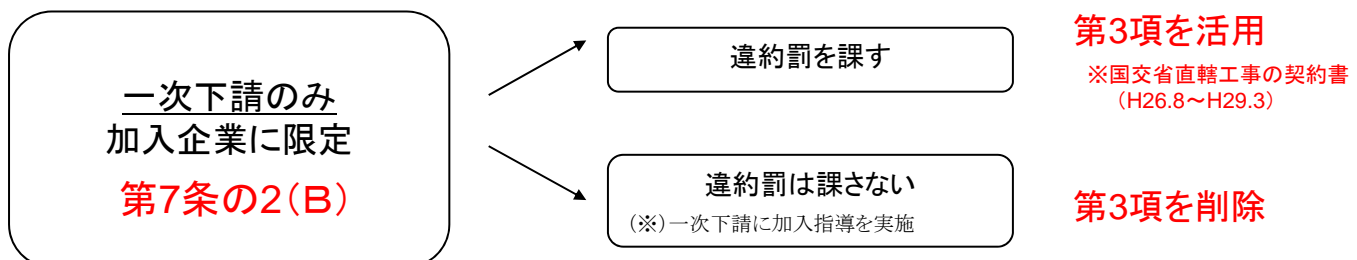 一次下請のみ
加入企業に限定
第7条の2(B)
違約罰を課す
第3項を活用
※国交省直轄工事の契約書
(H26.8～H29.3)
違約罰は課さない
(※)一次下請に加入指導を実施
第3項を削除